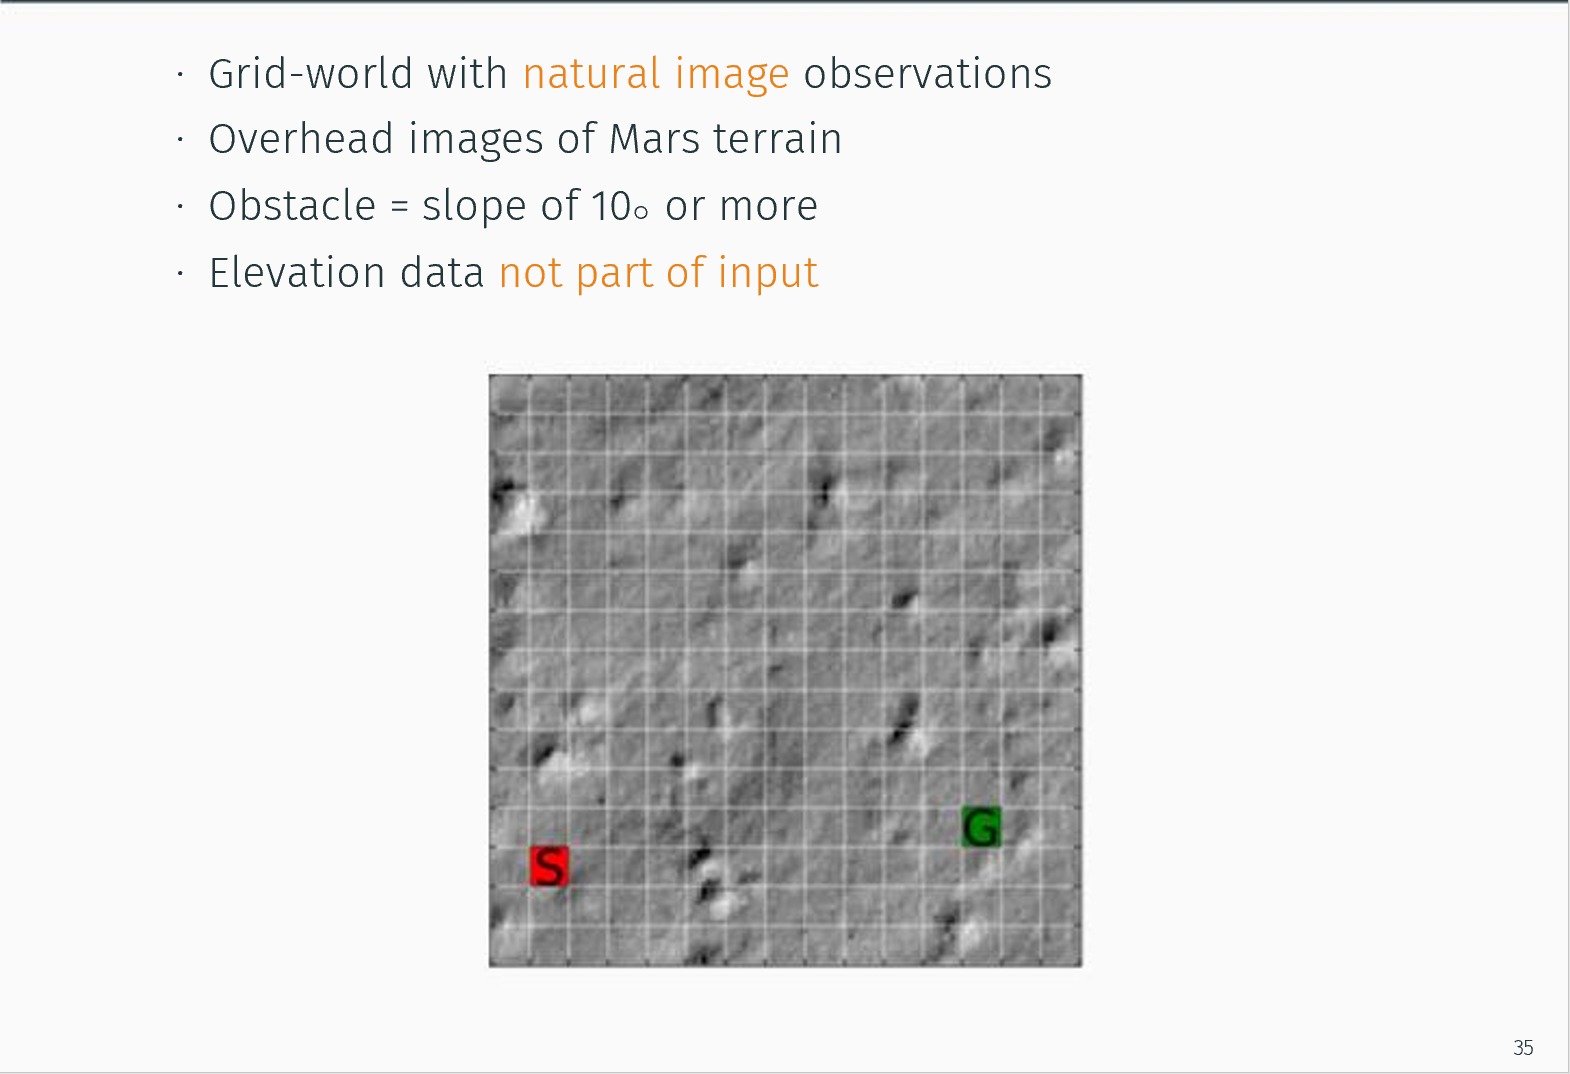 · Grid-world with natural image observations
· Overhead images of Mars terrain
· Obstacle = slope of 10○ or more
· Elevation data not part of input
G
S
35